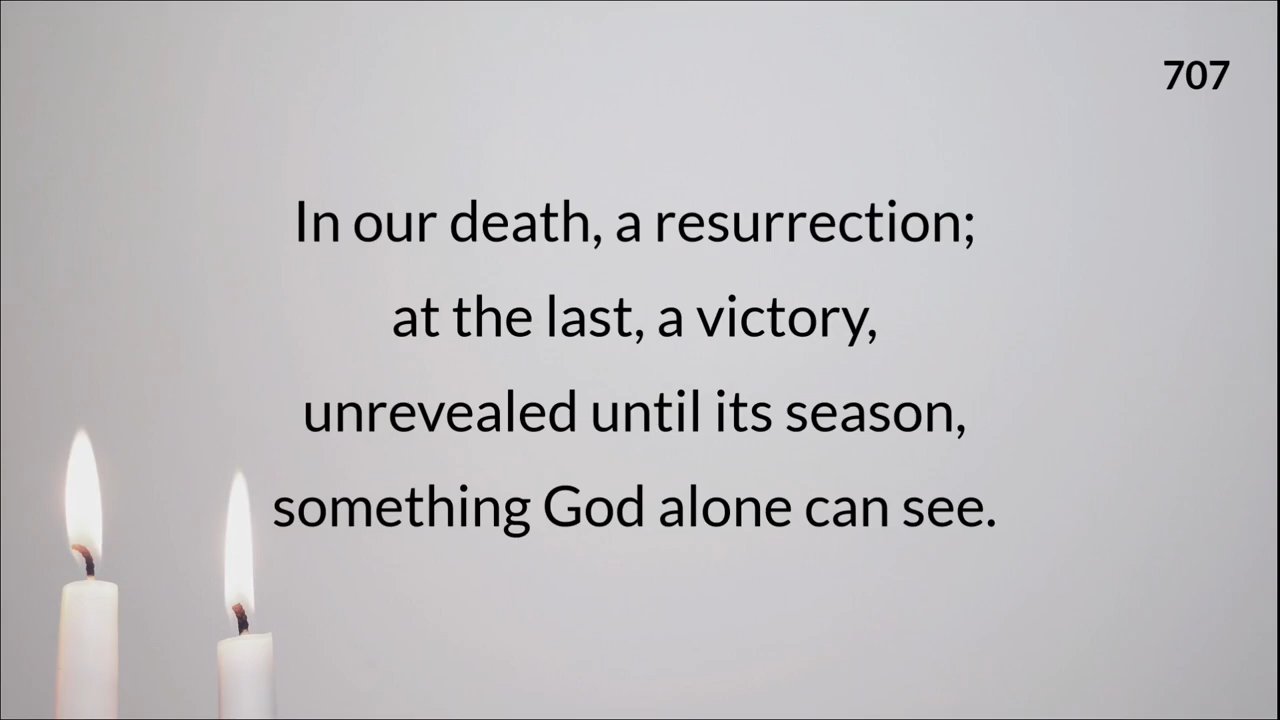 707
In our death, a resurrection;
at the last, a victory,
unrevealed until its season,
something God alone can see.